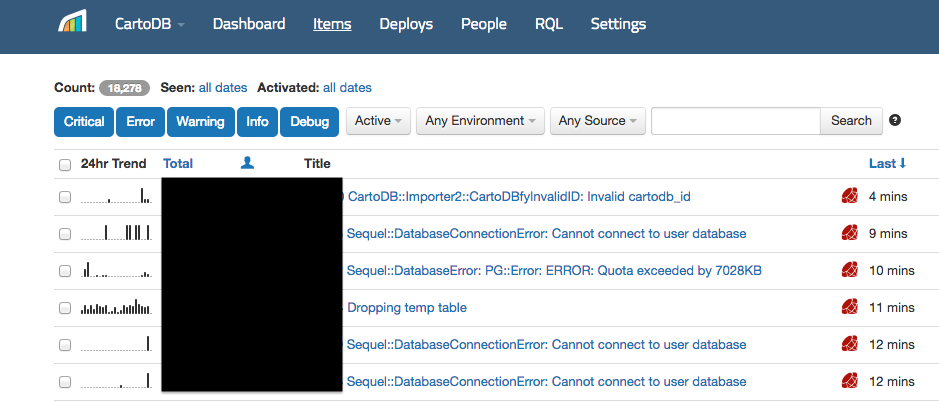 CartoDB Dashboard Items Deploys People RQL Settings
Count: 18,278 Seen: all dates Activated: all dates
Critical Error Warning Info Debug Active Any Environment Any Source Search ?
24hr Trend Total Title Last
CartoDB::Importer2::CartoDBfyInvalidID: Invalid cartodb_id 4 mins
Sequel::DatabaseConnectionError: Cannot connect to user database 9 mins
Sequel::DatabaseError: PG::Error: ERROR: Quota exceeded by 7028KB 10 mins
Dropping temp table 11 mins
Sequel::DatabaseConnectionError: Cannot connect to user database 12 mins
Sequel::DatabaseConnectionError: Cannot connect to user database 12 mins